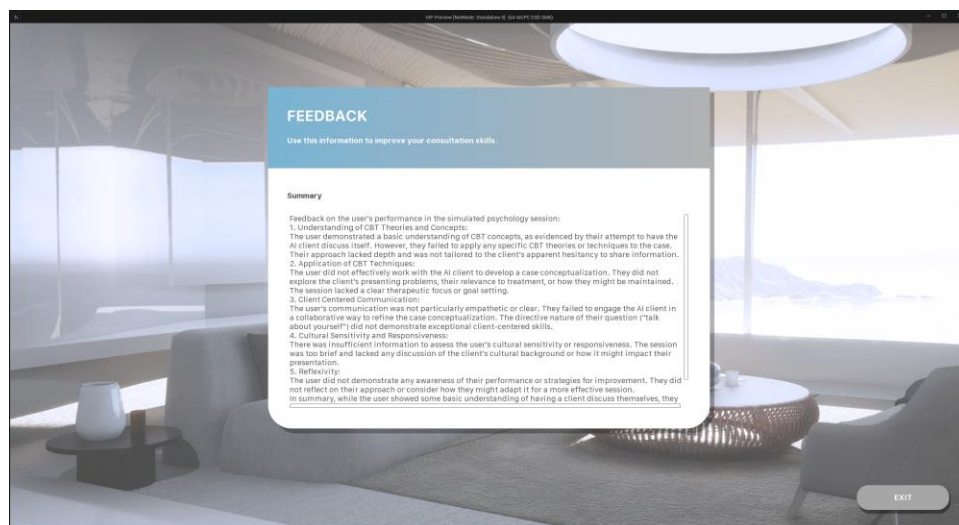 VIP Preview [NetMode: Standalone 0] (64-bit/PC D3D SM6)
FEEDBACK
Use this information to improve your consultation skills.
Summary
Feedback on the user's performance in the simulated psychology session:
1. Understanding of CBT Theories and Concepts:
The user demonstrated a basic understanding of CBT concepts, as evidenced by their attempt to have the
AI client discuss itself. However, they failed to apply any specific CBT theories or techniques to the case.
Their approach lacked depth and was not tailored to the client's apparent hesitancy to share information.
2. Application of CBT Techniques:
The user did not effectively work with the AI client to develop a case conceptualization. They did not
explore the client's presenting problems, their relevance to treatment, or how they might be maintained.
The session lacked a clear therapeutic focus or goal setting.
3. Client Centered Communication:
The user's communication was not particularly empathetic or clear. They failed to engage the AI client in
a collaborative way to refine the case conceptualization. The directive nature of their question ("talk
about yourself") did not demonstrate exceptional client-centered skills.
4. Cultural Sensitivity and Responsiveness:
There was insufficient information to assess the user's cultural sensitivity or responsiveness. The session
was too brief and lacked any discussion of the client's cultural background or how it might impact their
presentation.
5. Reflexivity:
The user did not demonstrate any awareness of their performance or strategies for improvement. They did
not reflect on their approach or consider how they might adapt it for a more effective session.
In summary, while the user showed some basic understanding of having a client discuss themselves, they
EXIT